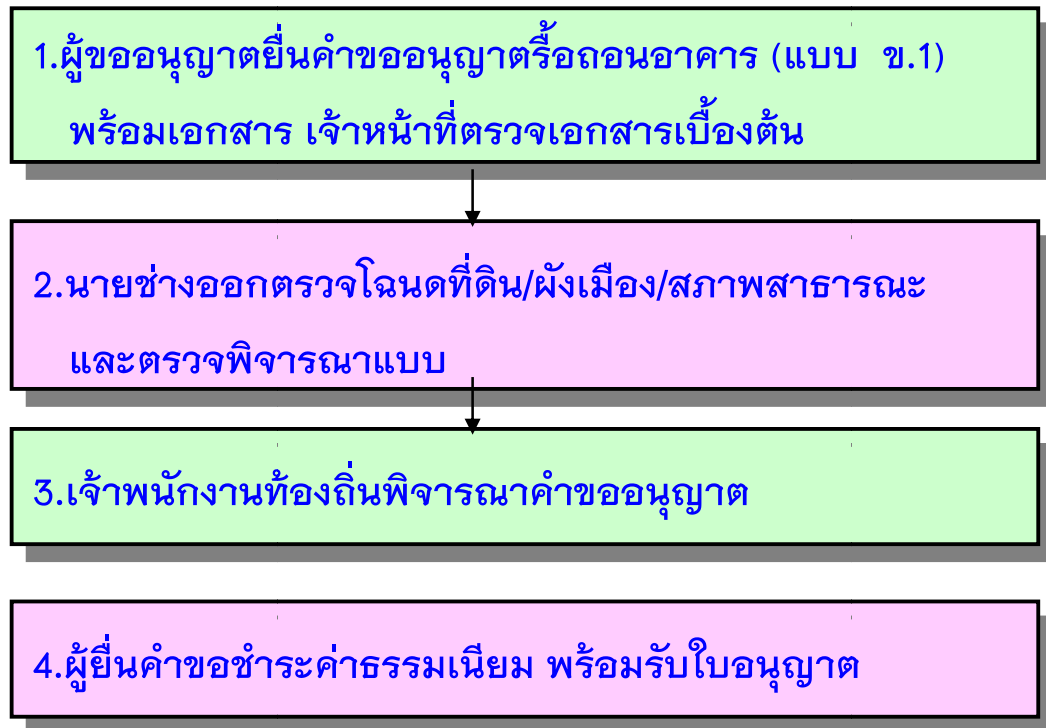 1.ผู้ขออนุญาตยื่นคำขออนุญาตรื้อถอนอาคาร (แบบ ข.1)
พร้อมเอกสาร เจ้าหน้าที่ตรวจเอกสารเบื้องต้น
2.นายช่างออกตรวจโฉนดที่ดิน/ผังเมือง/สภาพสาธารณะ
และตรวจพิจารณาแบบ
3.เจ้าพนักงานท้องถิ่นพิจารณาคำขออนุญาต
4.ผู้ยื่นคำขอชำระค่าธรรมเนียม พร้อมรับใบอนุญาต